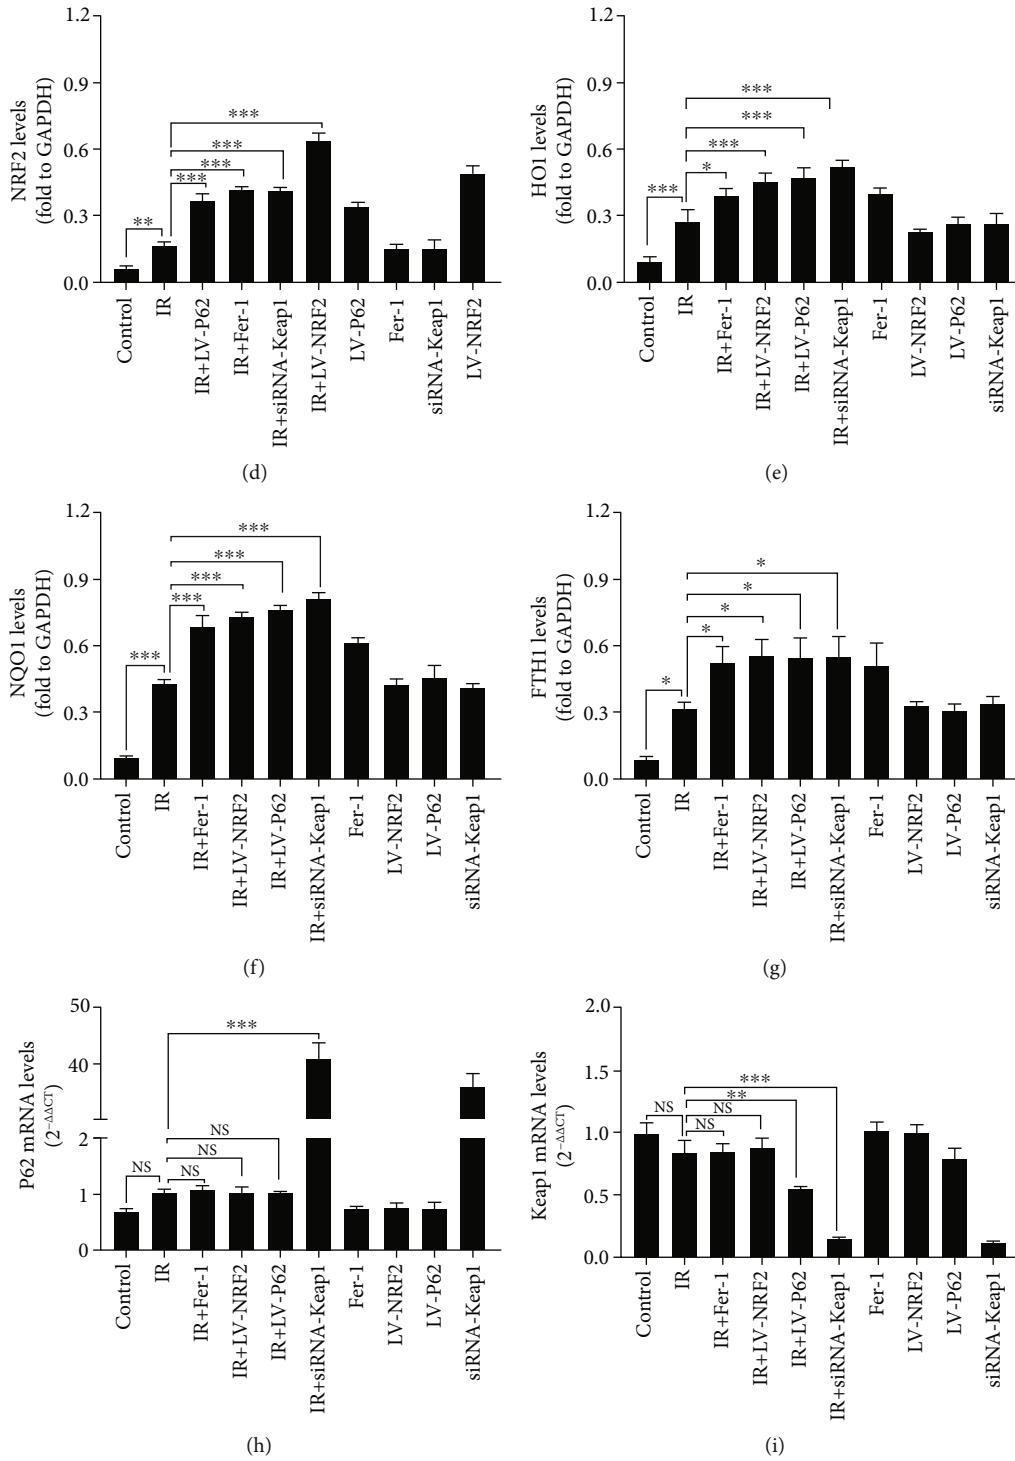 NRF2 levels
(fold to GAPDH)
1.2
0.9
0.6
0.3
0.0
**
***
***
***
***
Control
IR
IR+LV-P62
IR+Fer-1
IR+siRNA-Keap1
IR+LV-NRF2
LV-P62
Fer-1
siRNA-Keap1
LV-NRF2
(d)
HO1 levels
(fold to GAPDH)
1.2
0.9
0.6
0.3
0.0
***
*
***
***
***
Control
IR
IR+Fer-1
IR+LV-NRF2
IR+LV-P62
IR+siRNA-Keap1
Fer-1
LV-NRF2
LV-P62
siRNA-Keap1
(e)
NQO1 levels
(fold to GAPDH)
1.2
0.9
0.6
0.3
0.0
***
***
***
***
***
Control
IR
IR+Fer-1
IR+LV-NRF2
IR+LV-P62
IR+siRNA-Keap1
Fer-1
LV-NRF2
LV-P62
siRNA-Keap1
(f)
FTH1 levels
(fold to GAPDH)
1.2
0.9
0.6
0.3
0.0
*
*
*
*
*
Control
IR
IR+Fer-1
IR+LV-NRF2
IR+LV-P62
IR+siRNA-Keap1
Fer-1
LV-NRF2
LV-P62
siRNA-Keap1
(g)
P62 mRNA levels
(2−ΔΔCT)
50
40
2
1
0
NS
NS
NS
NS
***
Control
IR
IR+Fer-1
IR+LV-NRF2
IR+LV-P62
IR+siRNA-Keap1
Fer-1
LV-NRF2
LV-P62
siRNA-Keap1
(h)
Keap1 mRNA levels
(2−ΔΔCT)
2.0
1.5
1.0
0.5
0.0
NS
NS
NS
**
***
Control
IR
IR+Fer-1
IR+LV-NRF2
IR+LV-P62
IR+siRNA-Keap1
Fer-1
LV-NRF2
LV-P62
siRNA-Keap1
(i)